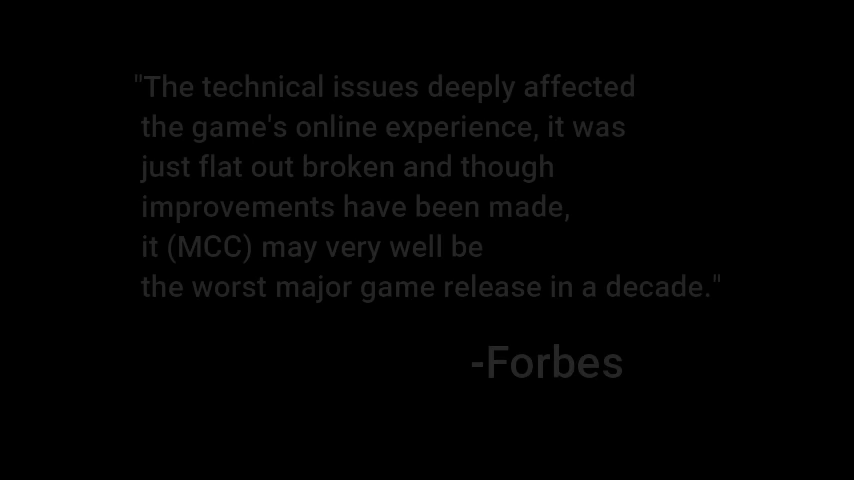 "The technical issues deeply affected
the game's online experience, it was
just flat out broken and though
improvements have been made,
it (MCC) may very well be
the worst major game release in a decade."
-Forbes